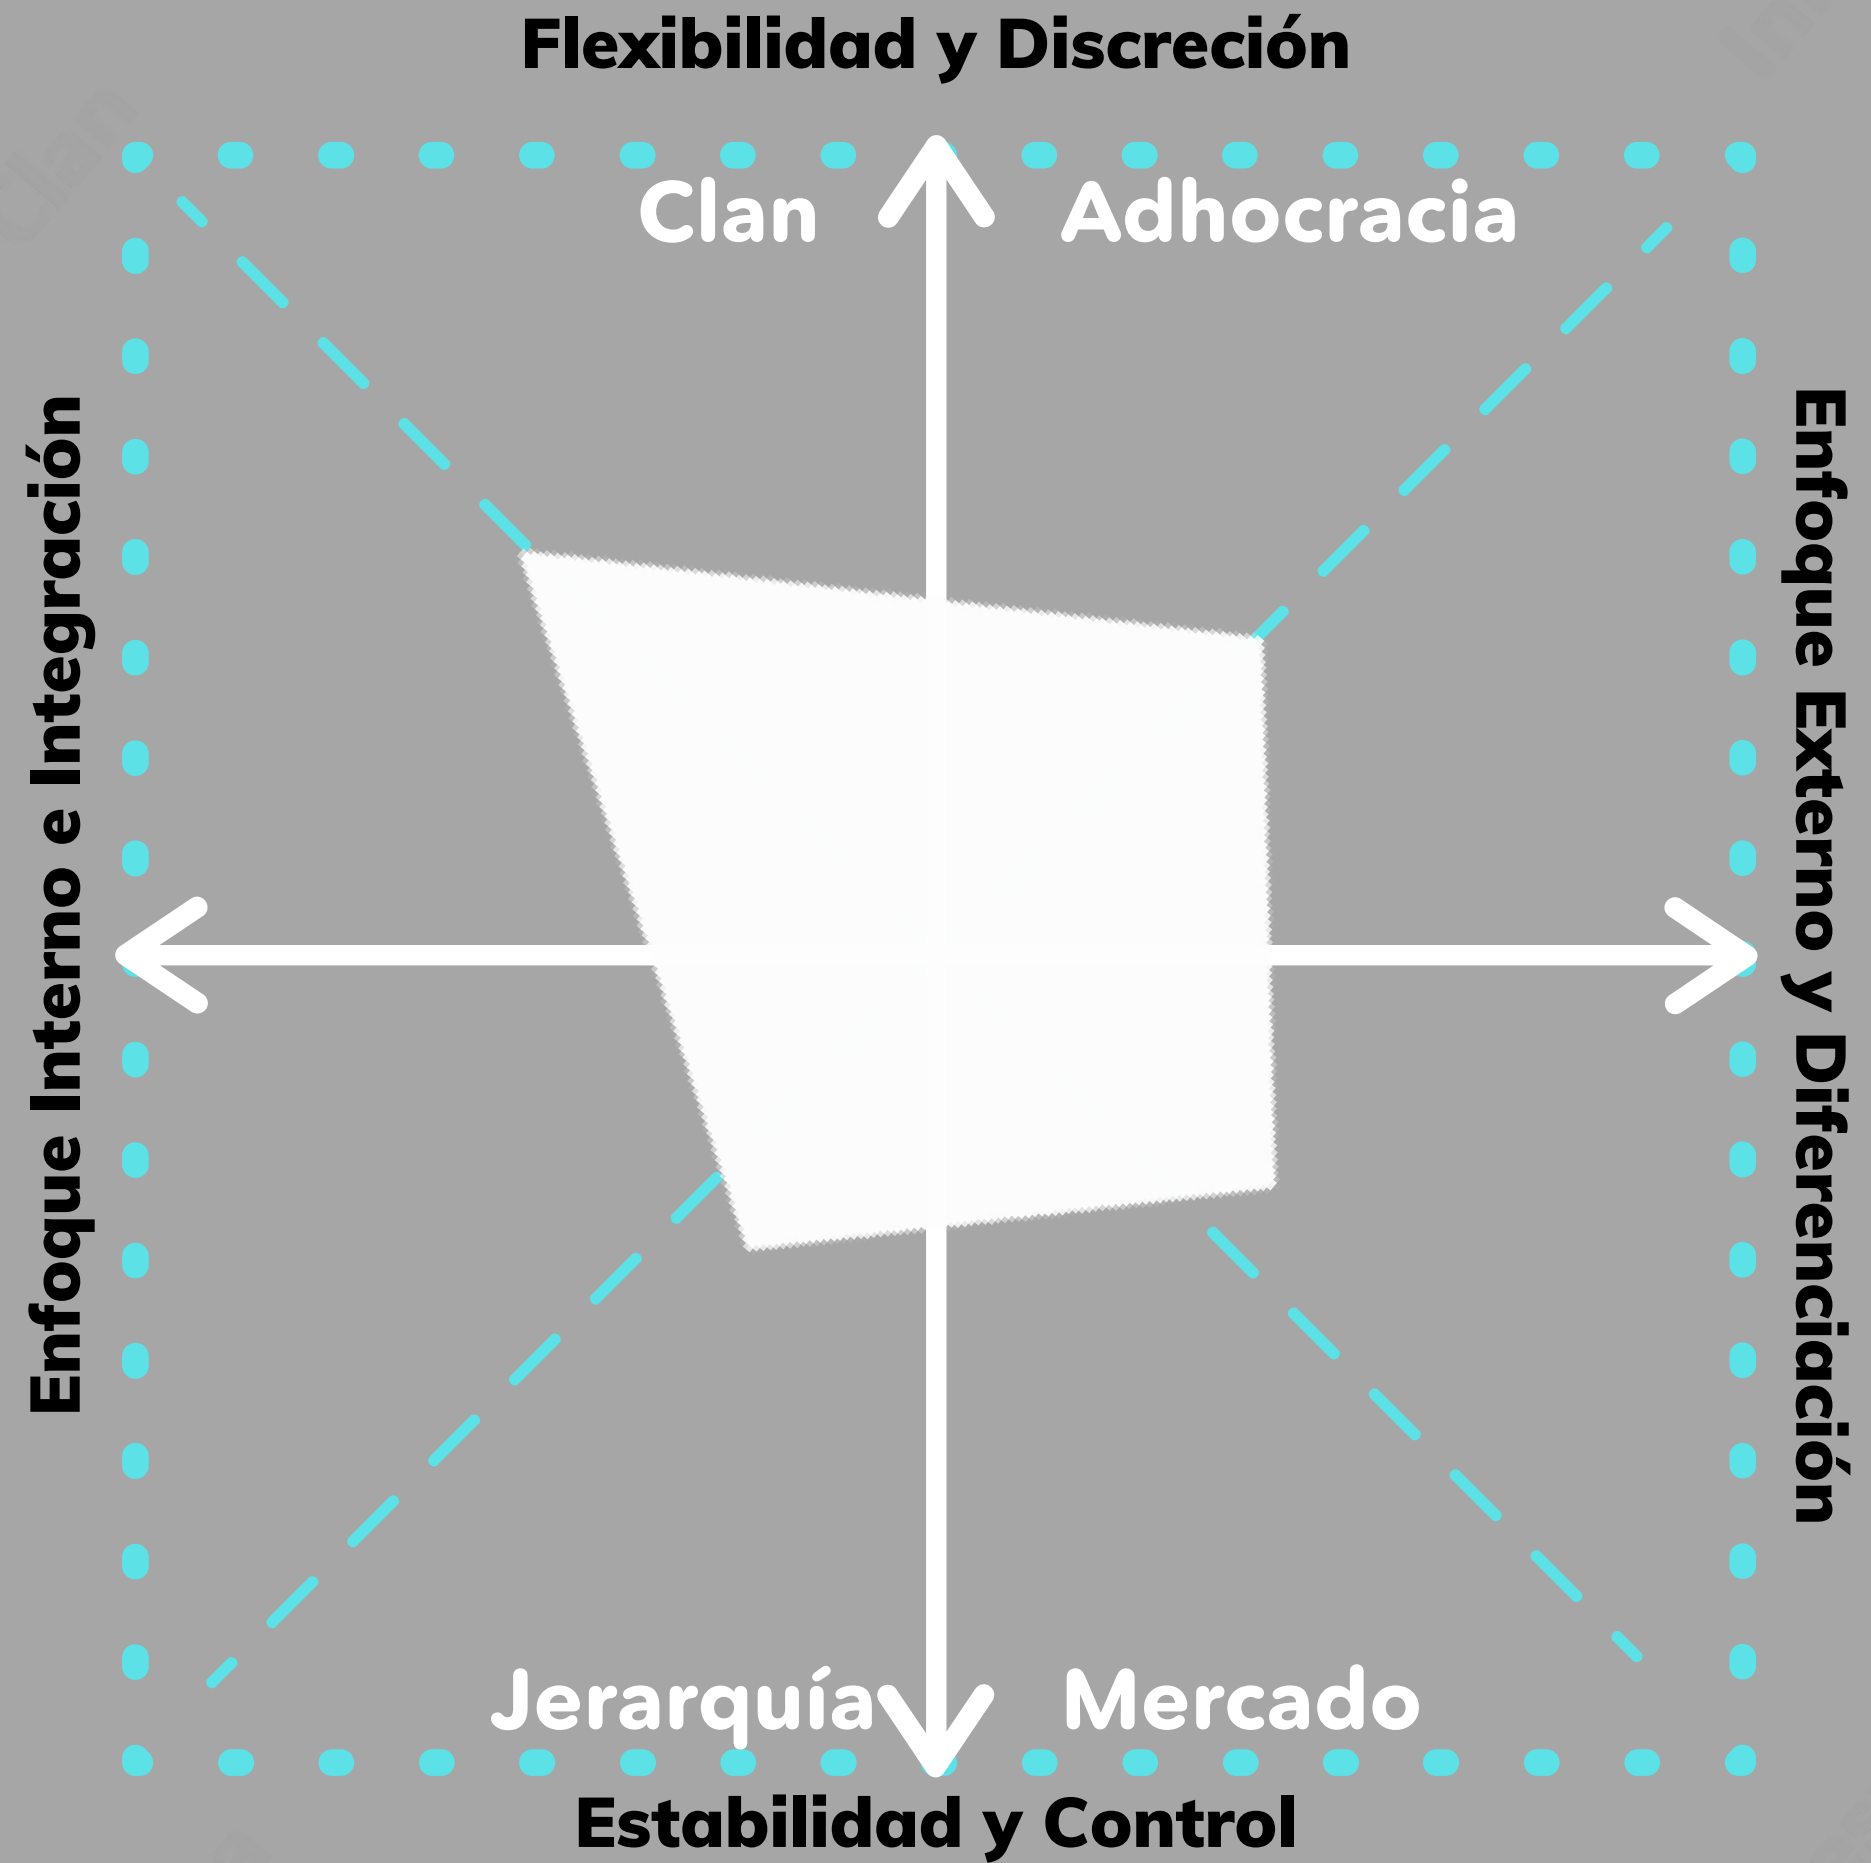 Flexibilidad y Discreción
Clan
Adhocracia
Enfoque Interno e Integración
Enfoque Externo y Diferenciación
Jerarquía
Mercado
Estabilidad y Control